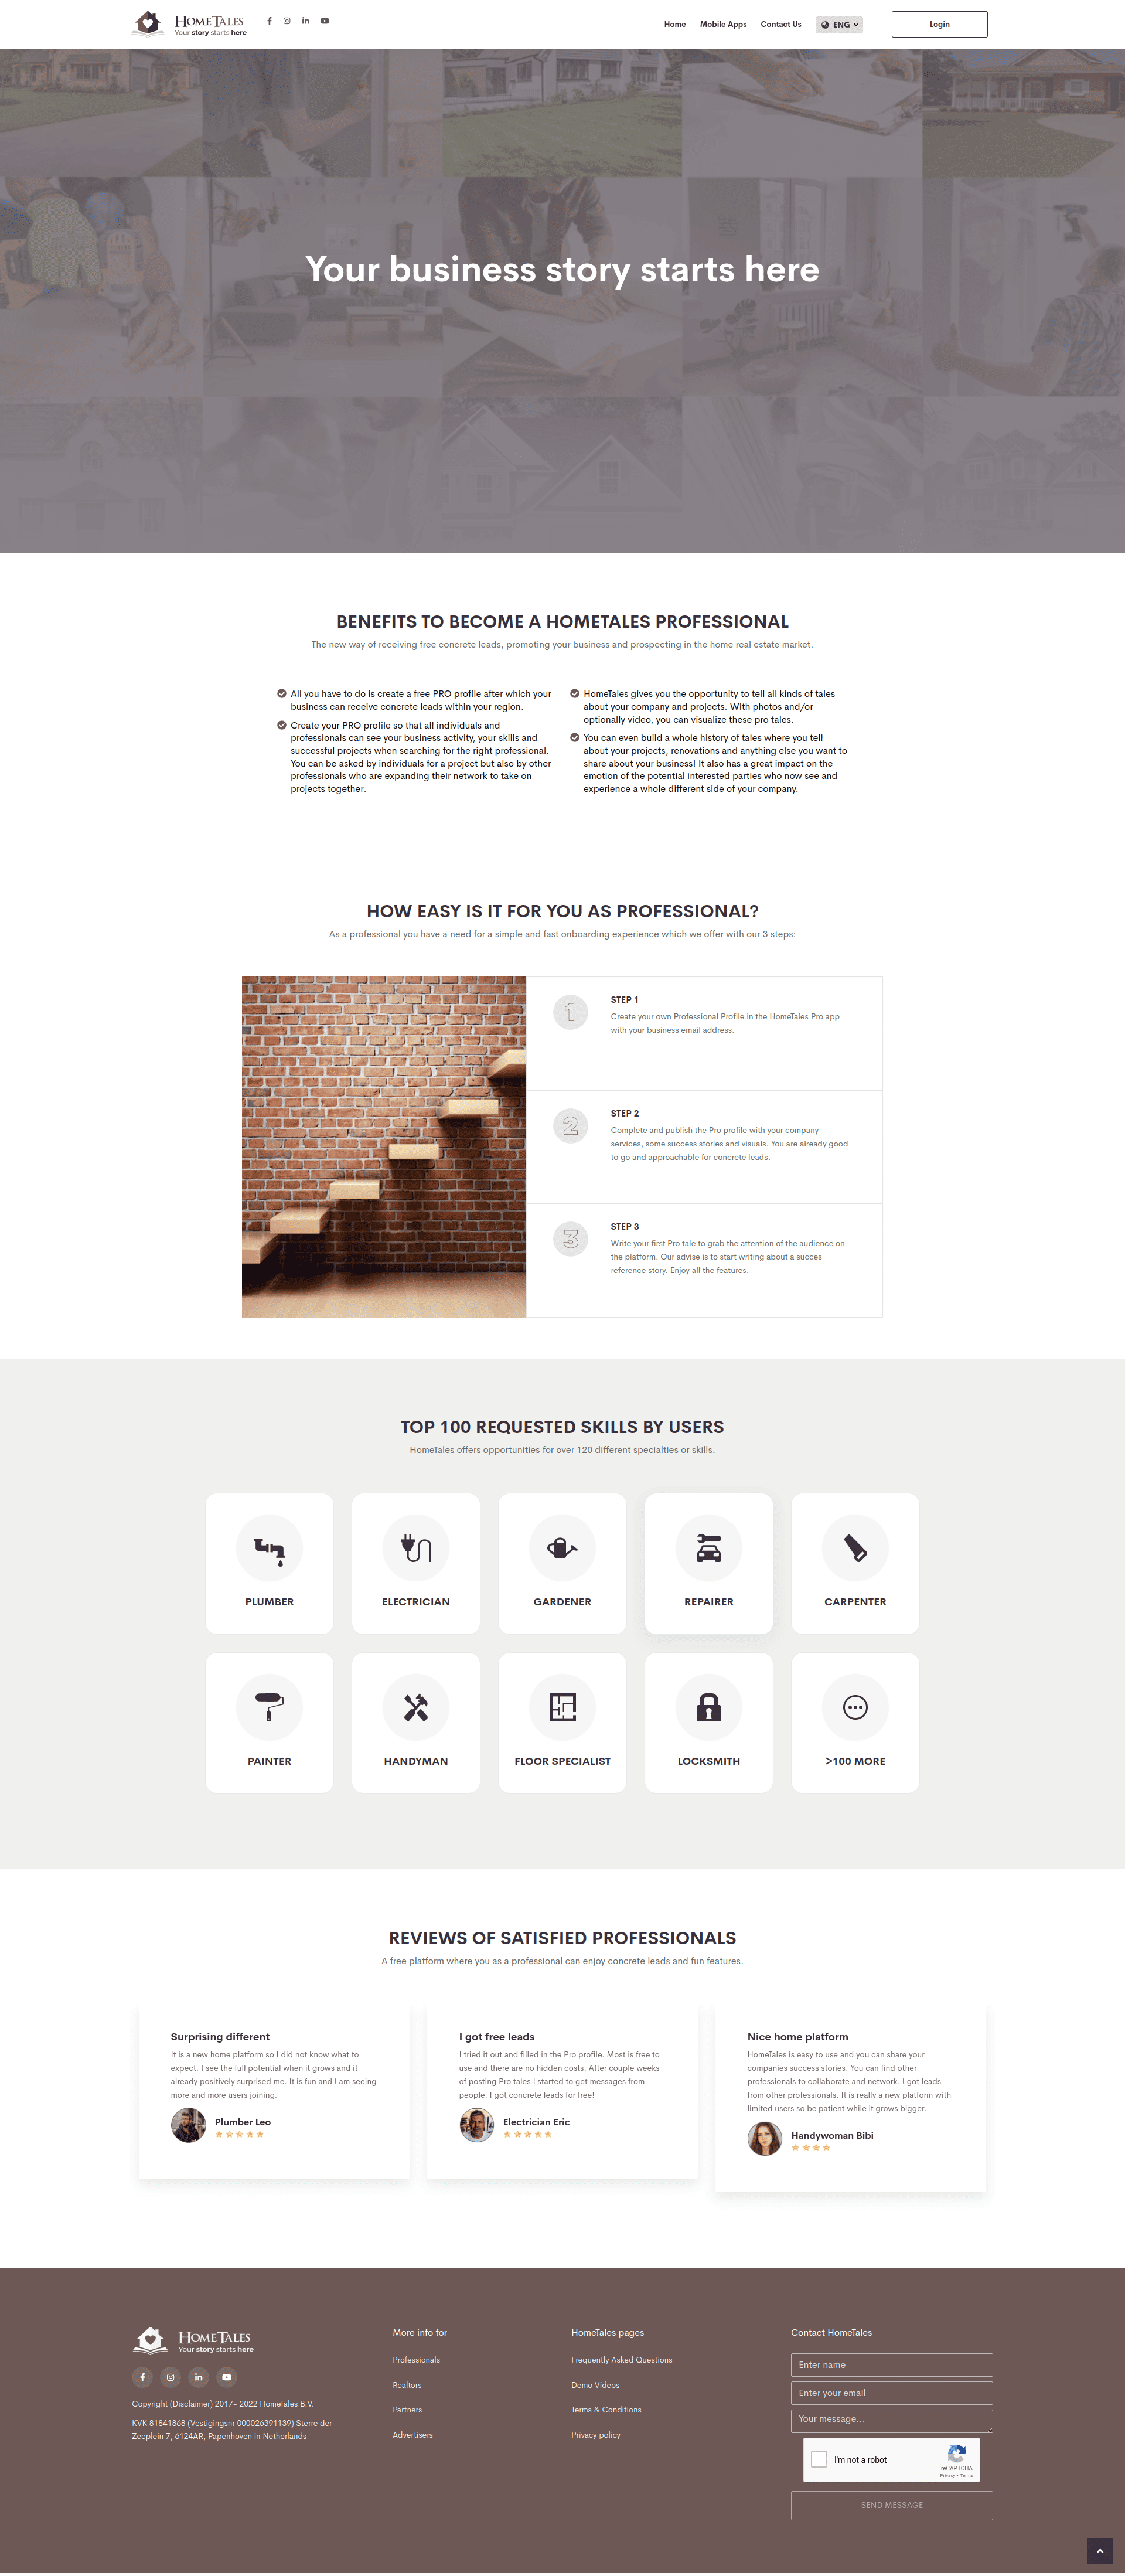 HomeTales
Your story starts here
Home
Mobile Apps
Contact Us
ENG
Login
Your business story starts here
BENEFITS TO BECOME A HOMETALES PROFESSIONAL
The new way of receiving free concrete leads, promoting your business and prospecting in the home real estate market.
All you have to do is create a free PRO profile after which your
business can receive concrete leads within your region.
Create your PRO profile so that all individuals and
professionals can see your business activity, your skills and
successful projects when searching for the right professional.
You can be asked by individuals for a project but also by other
professionals who are expanding their network to take on
projects together.
HomeTales gives you the opportunity to tell all kinds of tales
about your company and projects. With photos and/or
optionally video, you can visualize these pro tales.
You can even build a whole history of tales where you tell
about your projects, renovations and anything else you want to
share about your business! It also has a great impact on the
emotion of the potential interested parties who now see and
experience a whole different side of your company.
HOW EASY IS IT FOR YOU AS PROFESSIONAL?
As a professional you have a need for a simple and fast onboarding experience which we offer with our 3 steps:
1
STEP 1
Create your own Professional Profile in the HomeTales Pro app
with your business email address.
2
STEP 2
Complete and publish the Pro profile with your company
services, some success stories and visuals. You are already good
to go and approachable for concrete leads.
3
STEP 3
Write your first Pro tale to grab the attention of the audience on
the platform. Our advise is to start writing about a succes
reference story. Enjoy all the features.
TOP 100 REQUESTED SKILLS BY USERS
HomeTales offers opportunities for over 120 different specialties or skills.
PLUMBER
ELECTRICIAN
GARDENER
REPAIRER
CARPENTER
PAINTER
HANDYMAN
FLOOR SPECIALIST
LOCKSMITH
>100 MORE
REVIEWS OF SATISFIED PROFESSIONALS
A free platform where you as a professional can enjoy concrete leads and fun features.
Surprising different
It is a new home platform so I did not know what to
expect. I see the full potential when it grows and it
already positively surprised me. It is fun and I am seeing
more and more users joining.
Plumber Leo
I got free leads
I tried it out and filled in the Pro profile. Most is free to
use and there are no hidden costs. After couple weeks
of posting Pro tales I started to get messages from
people. I got concrete leads for free!
Electrician Eric
Nice home platform
HomeTales is easy to use and you can share your
companies success stories. You can find other
professionals to collaborate and network. I got leads
from other professionals. It is really a new platform with
limited users so be patient while it grows bigger.
Handywoman Bibi
HomeTales
Your story starts here
Copyright (Disclaimer) 2017- 2022 HomeTales B.V.
KVK 81841868 (Vestigingsnr 000026391139) Sterre der
Zeeplein 7, 6124AR, Papenhoven in Netherlands
More info for
Professionals
Realtors
Partners
Advertisers
HomeTales pages
Frequently Asked Questions
Demo Videos
Terms & Conditions
Privacy policy
Contact HomeTales
Enter name
Enter your email
Your message...
I'm not a robot
reCAPTCHA
Privacy - Terms
SEND MESSAGE